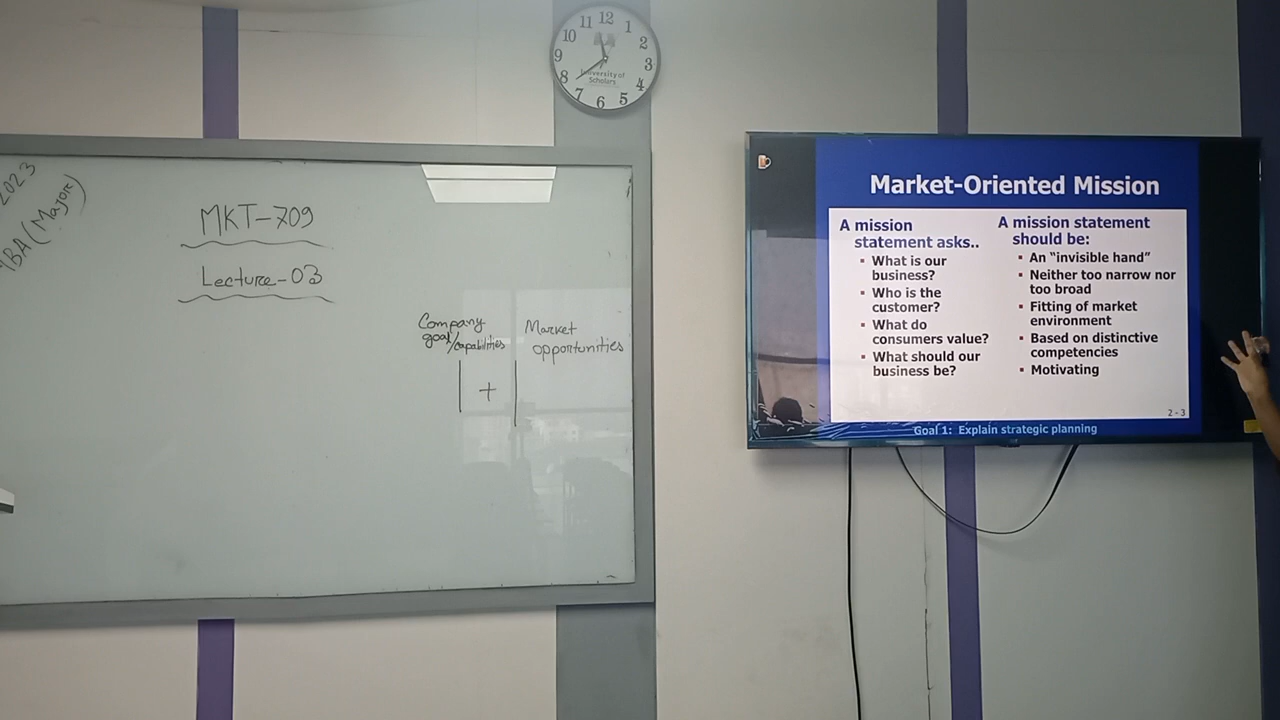 2023
MBA (Major)
MKT-709
Lecture-03
Company
goal/capabilities
+
Market
opportunities
11 12 1
10 2
9 3
8 4
7 6 5
University of
Scholars
Market-Oriented Mission
A mission
statement asks..
▪ What is our
business?
▪ Who is the
customer?
▪ What do
consumers value?
▪ What should our
business be?
A mission statement
should be:
▪ An “invisible hand”
▪ Neither too narrow nor
too broad
▪ Fitting of market
environment
▪ Based on distinctive
competencies
▪ Motivating
2 - 3
Goal 1: Explain strategic planning